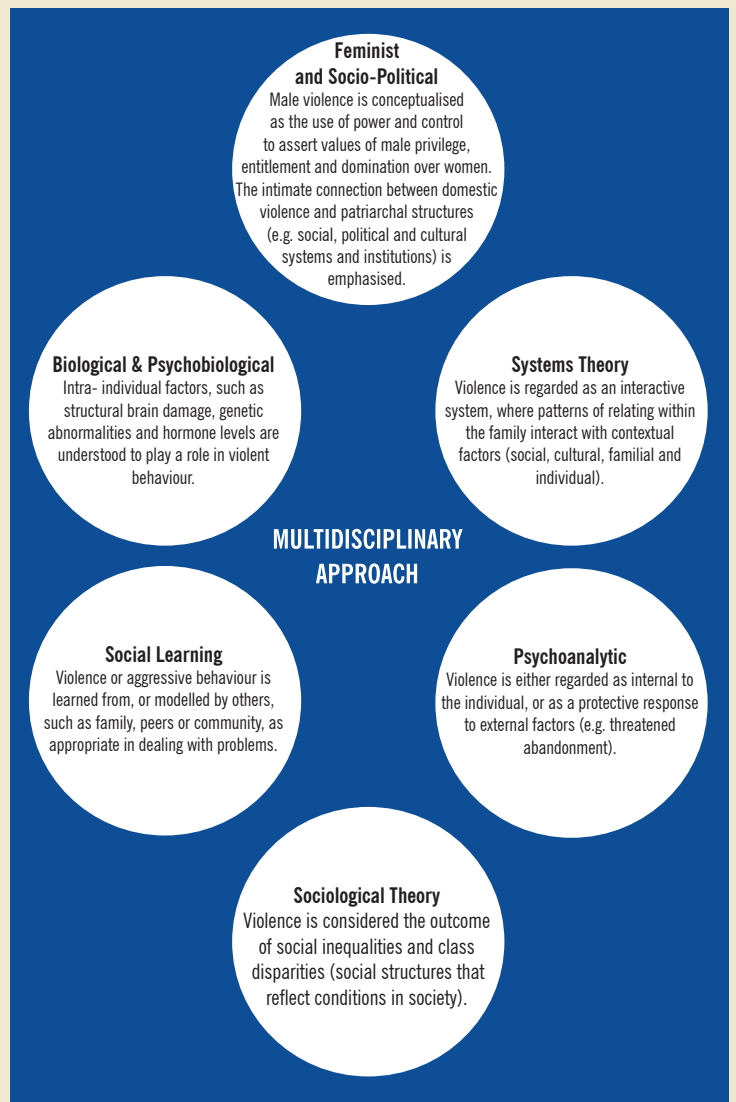 Feminist
and Socio-Political
Male violence is conceptualised
as the use of power and control
to assert values of male privilege,
entitlement and domination over women.
The intimate connection between domestic
violence and patriarchal structures
(e.g. social, political and cultural
systems and institutions) is
emphasised.
Biological & Psychobiological
Intra- individual factors, such as
structural brain damage, genetic
abnormalities and hormone levels are
understood to play a role in violent
behaviour.
Systems Theory
Violence is regarded as an interactive
system, where patterns of relating within
the family interact with contextual
factors (social, cultural, familial and
individual).
MULTIDISCIPLINARY
APPROACH
Social Learning
Violence or aggressive behaviour is
learned from, or modelled by others,
such as family, peers or community, as
appropriate in dealing with problems.
Psychoanalytic
Violence is either regarded as internal to
the individual, or as a protective response
to external factors (e.g. threatened
abandonment).
Sociological Theory
Violence is considered the outcome
of social inequalities and class
disparities (social structures that
reflect conditions in society).